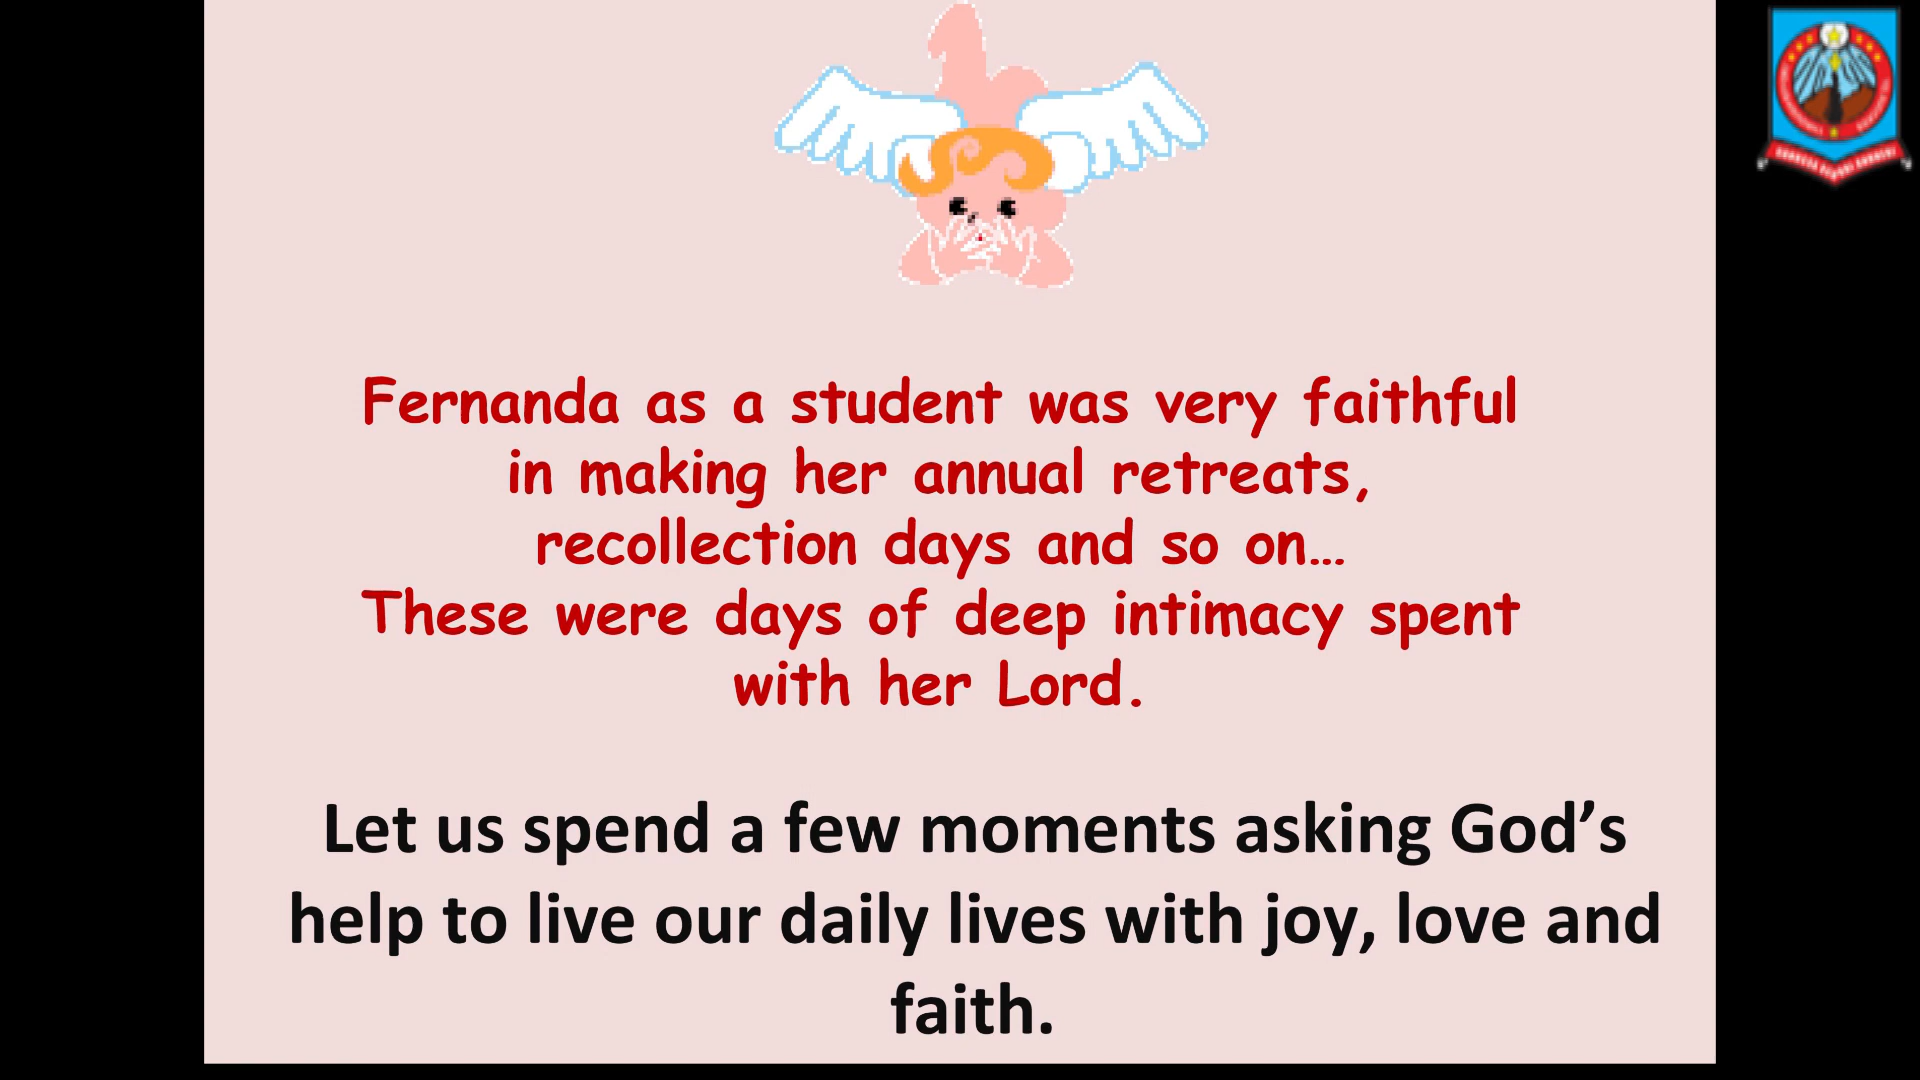 Fernanda as a student was very faithful
in making her annual retreats,
recollection days and so on...
These were days of deep intimacy spent
with her Lord.
Let us spend a few moments asking God’s
help to live our daily lives with joy, love and
faith.